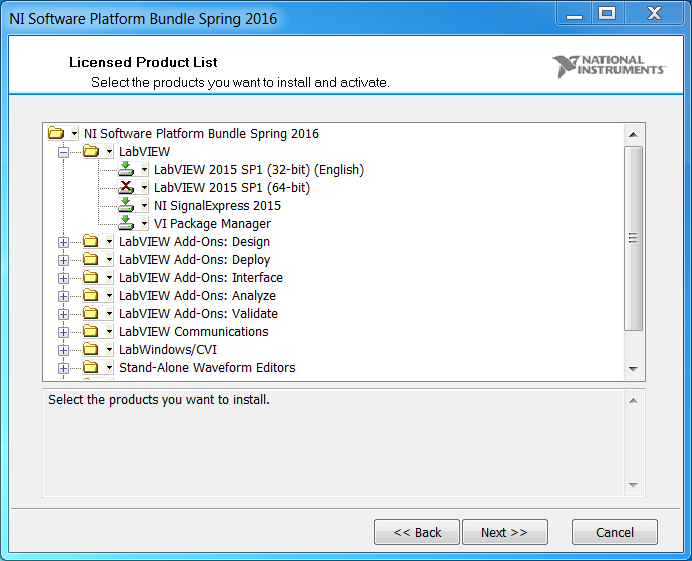 NI Software Platform Bundle Spring 2016
Licensed Product List
Select the products you want to install and activate.
NATIONAL
INSTRUMENTS™
NI Software Platform Bundle Spring 2016
LabVIEW
LabVIEW 2015 SP1 (32-bit) (English)
LabVIEW 2015 SP1 (64-bit)
NI SignalExpress 2015
VI Package Manager
LabVIEW Add-Ons: Design
LabVIEW Add-Ons: Deploy
LabVIEW Add-Ons: Interface
LabVIEW Add-Ons: Analyze
LabVIEW Add-Ons: Validate
LabVIEW Communications
LabWindows/CVI
Stand-Alone Waveform Editors
Select the products you want to install.
<< Back Next >> Cancel